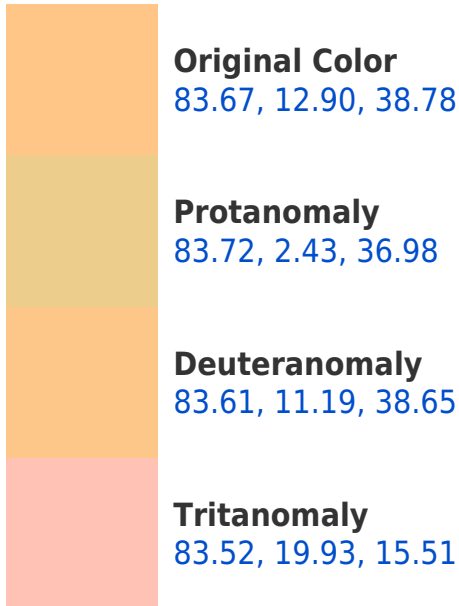 Original Color
83.67, 12.90, 38.78
Protanomaly
83.72, 2.43, 36.98
Deuteranomaly
83.61, 11.19, 38.65
Tritanomaly
83.52, 19.93, 15.51